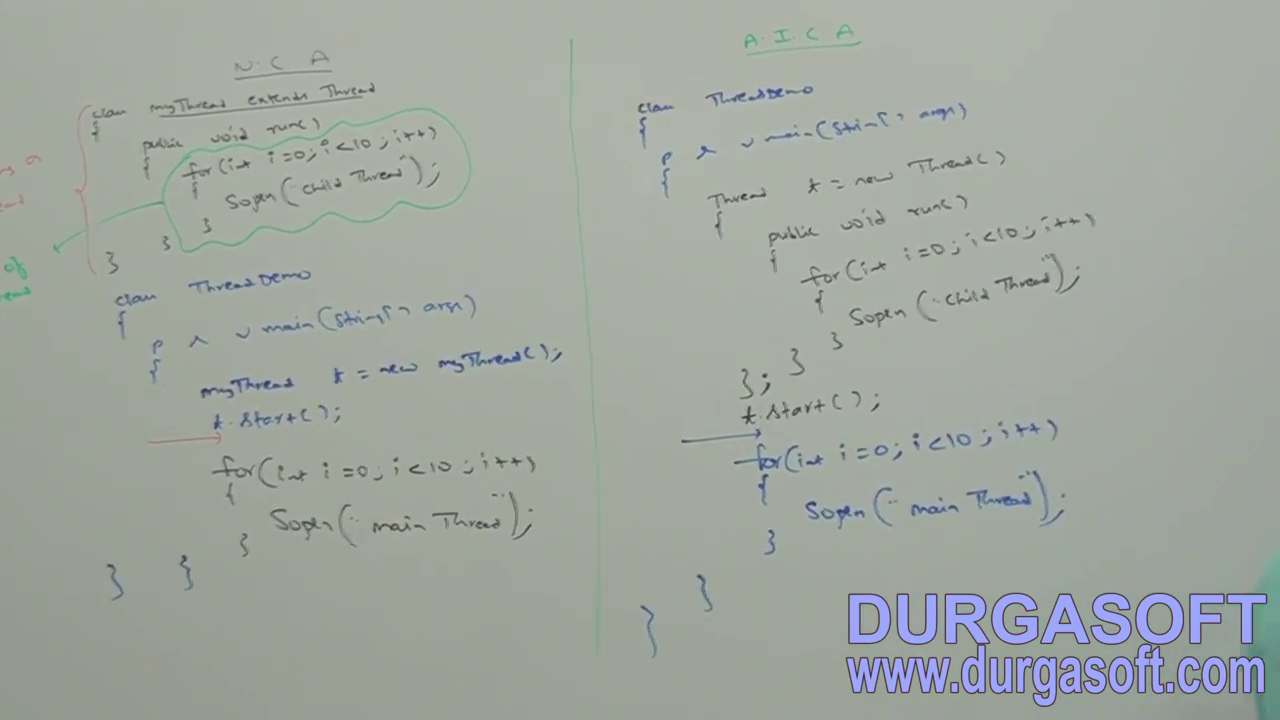 N.C A
class myThread extends Thread
{
public void run()
{
for(int i=0; i<10; i++)
{
Sopln("child Thread");
}
}
}
of
class ThreadDemo
{
p s v main(String[] args)
{
myThread t = new myThread();
t.start();
for(int i=0; i<10; i++)
{
Sopln("main Thread");
}
}
}
A.I.C A
class ThreadDemo
{
p s v main(String[] args)
{
Thread t = new Thread()
{
public void run()
{
for(int i=0; i<10; i++)
{
Sopln("child Thread");
}
}
};
t.start();
for(int i=0; i<10; i++)
{
Sopln("main Thread");
}
}
}
DURGASOFT
www.durgasoft.com